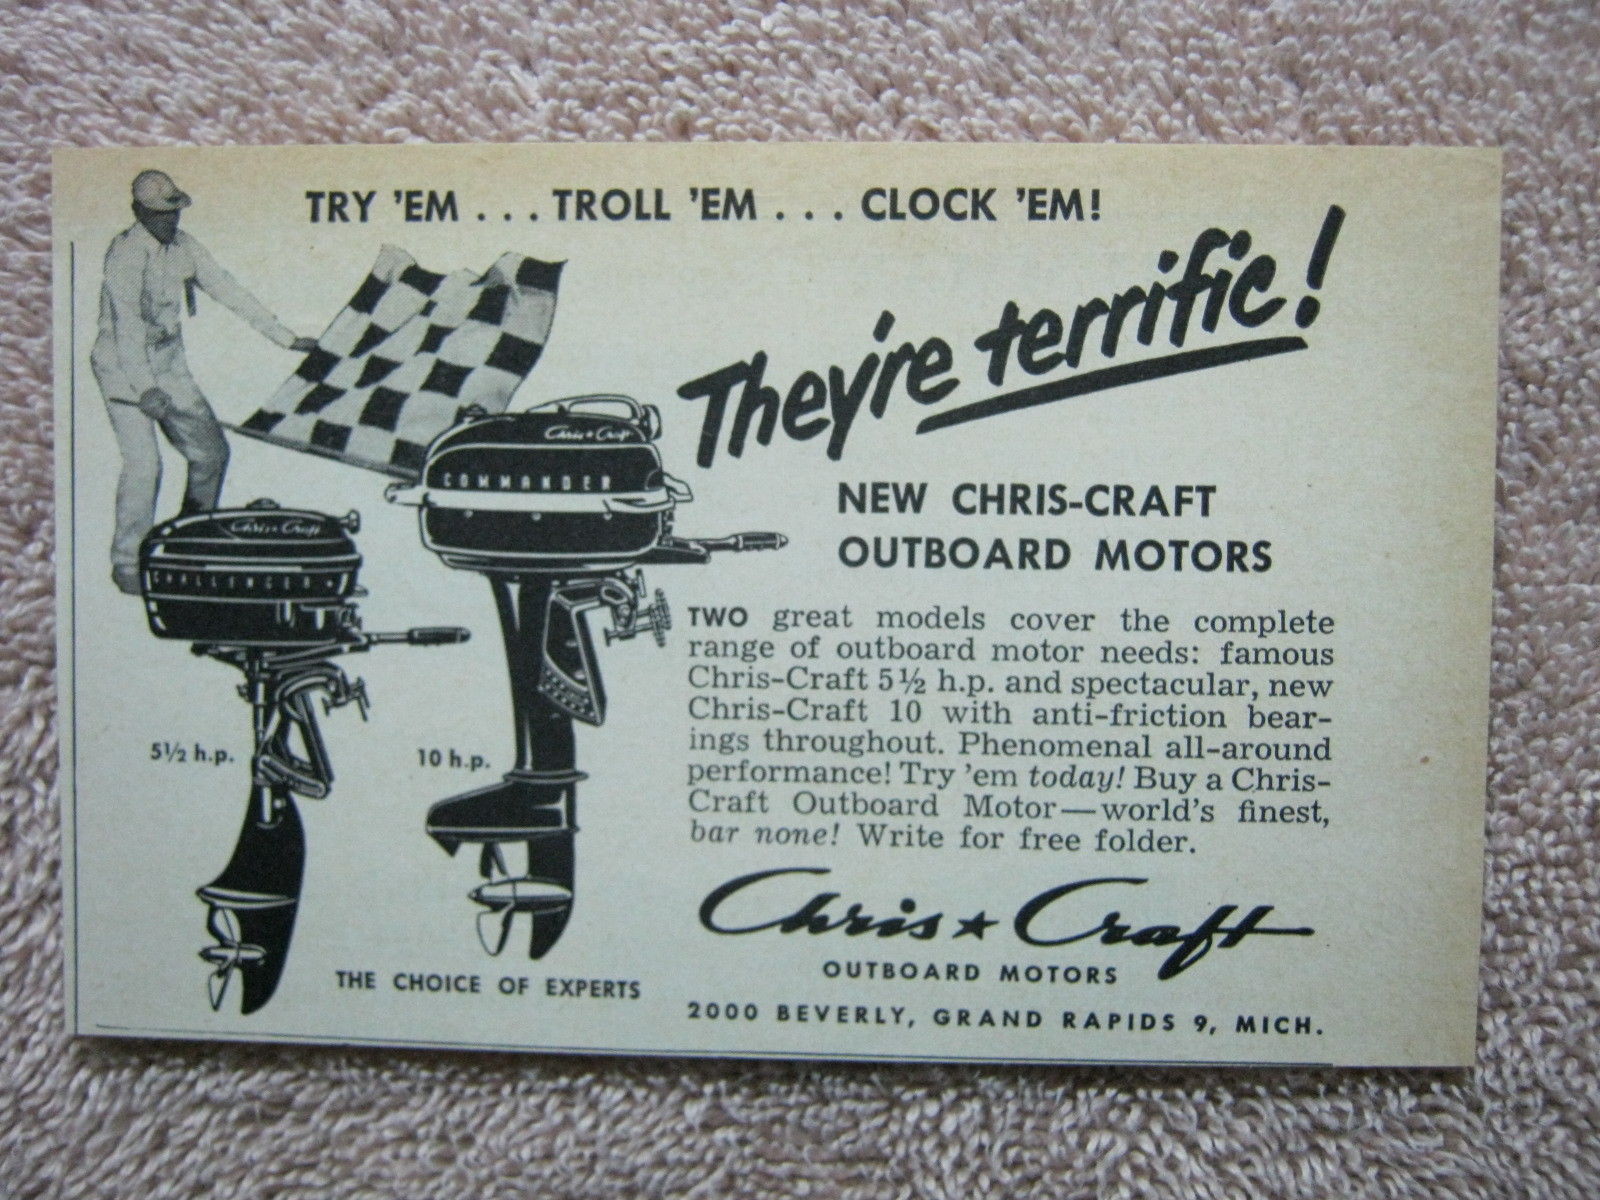 TRY 'EM . . . TROLL 'EM . . . CLOCK 'EM!
They're terrific!
NEW CHRIS-CRAFT
OUTBOARD MOTORS
TWO great models cover the complete
range of outboard motor needs: famous
Chris-Craft 5½ h.p. and spectacular, new
Chris-Craft 10 with anti-friction bear-
ings throughout. Phenomenal all-around
performance! Try 'em today! Buy a Chris-
Craft Outboard Motor—world's finest,
bar none! Write for free folder.
Chris ★ Craft
OUTBOARD MOTORS
2000 BEVERLY, GRAND RAPIDS 9, MICH.
Chris ★ Craft
COMMANDER
Chris ★ Craft
CHALLENGER ★
5½ h.p.
10 h.p.
THE CHOICE OF EXPERTS